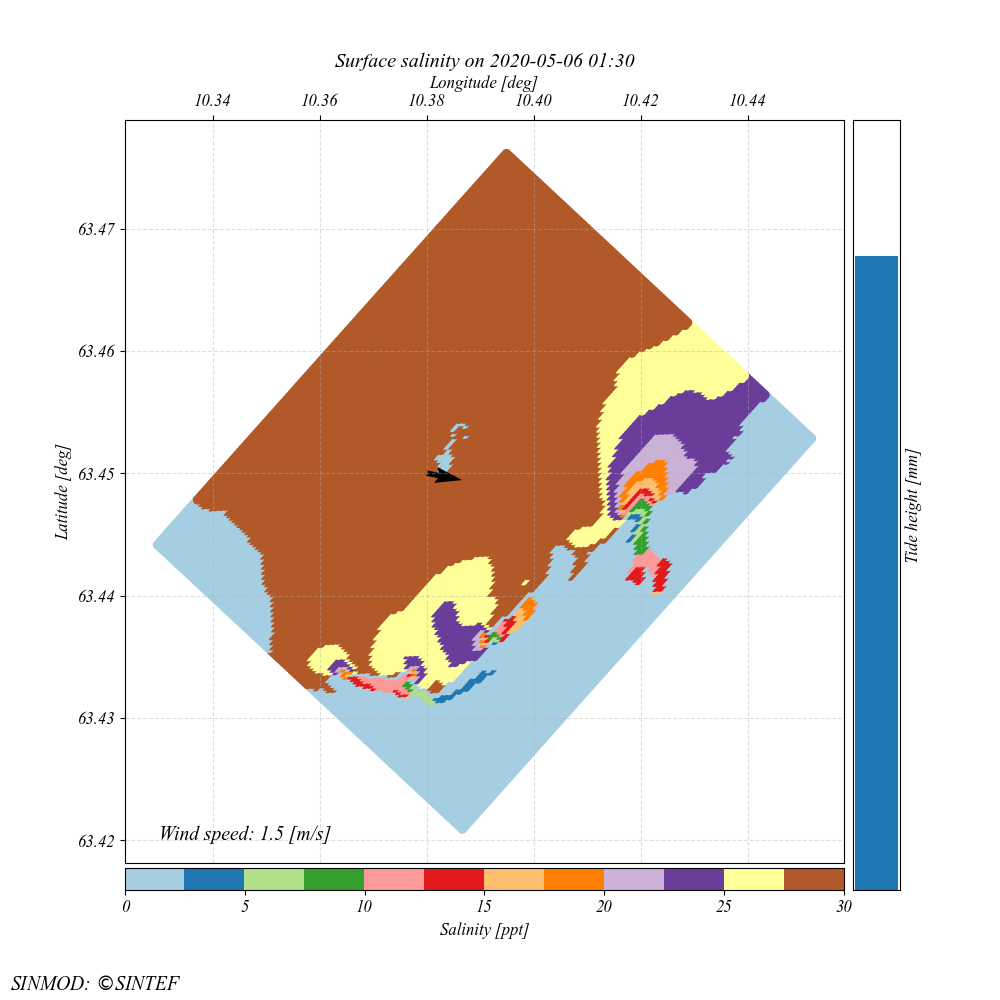 Surface salinity on 2020-05-06 01:30
Longitude [deg]
10.34 10.36 10.38 10.40 10.42 10.44
63.47
63.46
63.45
63.44
63.43
63.42
Latitude [deg]
Tide height [mm]
Wind speed: 1.5 [m/s]
0 5 10 15 20 25 30
Salinity [ppt]
SINMOD: ©SINTEF